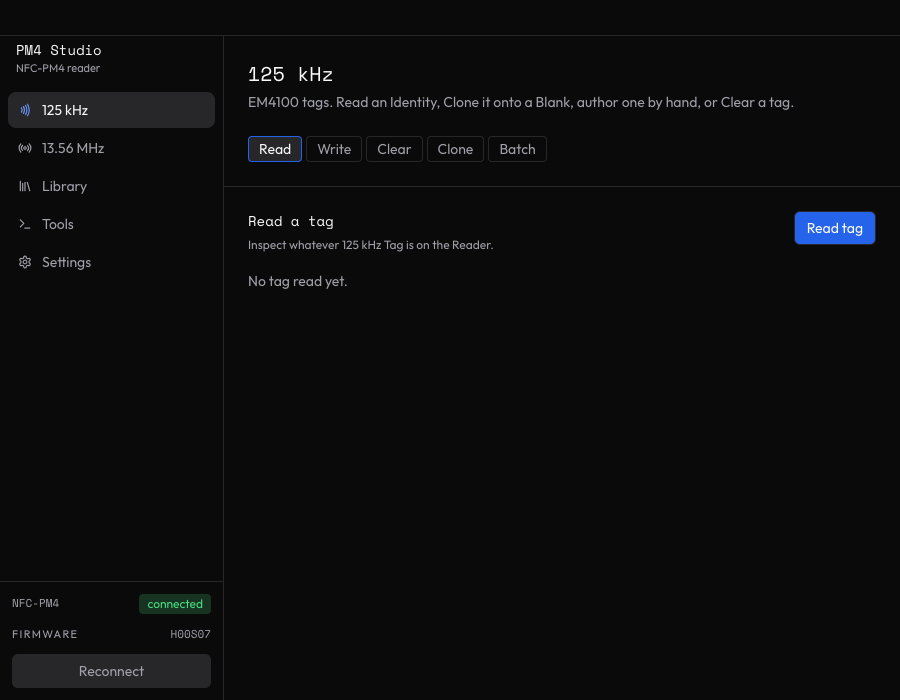 PM4 Studio
NFC-PM4 reader
125 kHz
13.56 MHz
Library
Tools
Settings
NFC-PM4
connected
FIRMWARE
H00S07
Reconnect
125 kHz
EM4100 tags. Read an Identity, Clone it onto a Blank, author one by hand, or Clear a tag.
Read
Write
Clear
Clone
Batch
Read a tag
Inspect whatever 125 kHz Tag is on the Reader.
Read tag
No tag read yet.